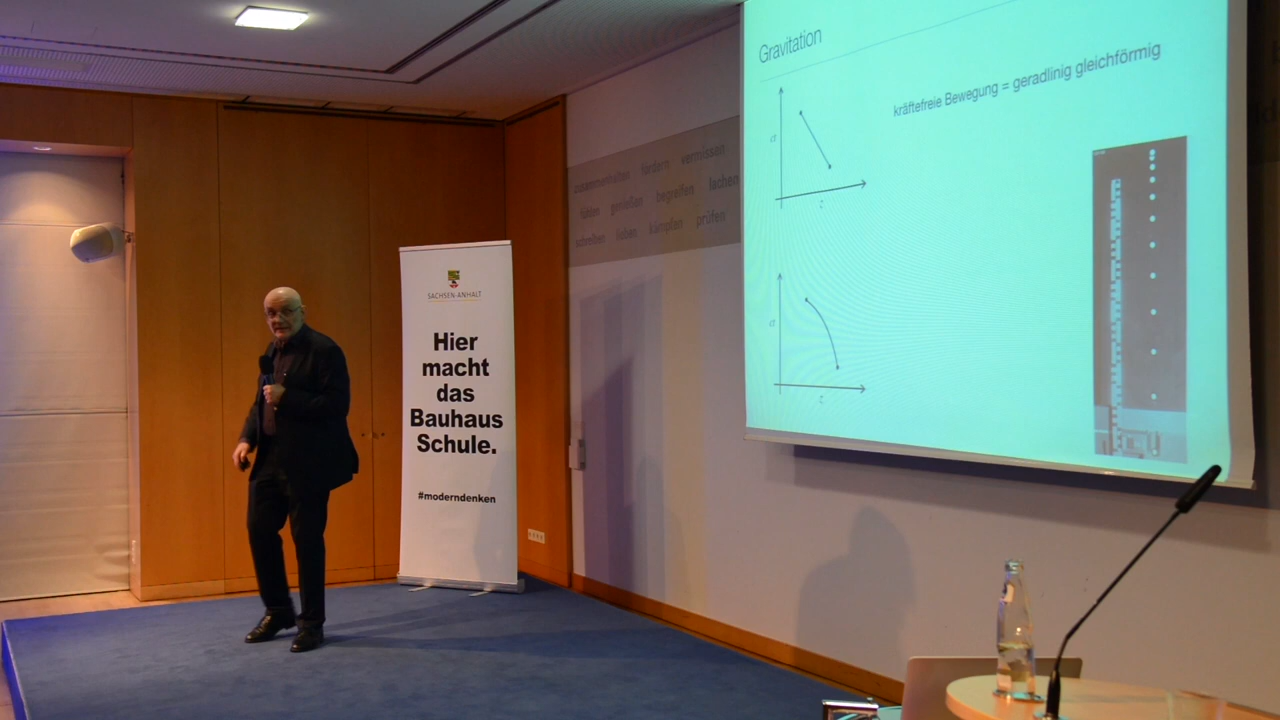 Gravitation
kräftefreie Bewegung = geradlinig gleichförmig
zusammenhalten fördern vermissen
fühlen genießen begreifen lachen
schreiben lieben kämpfen prüfen
SACHSEN-ANHALT
Hier
macht
das
Bauhaus
Schule.
#moderndenken